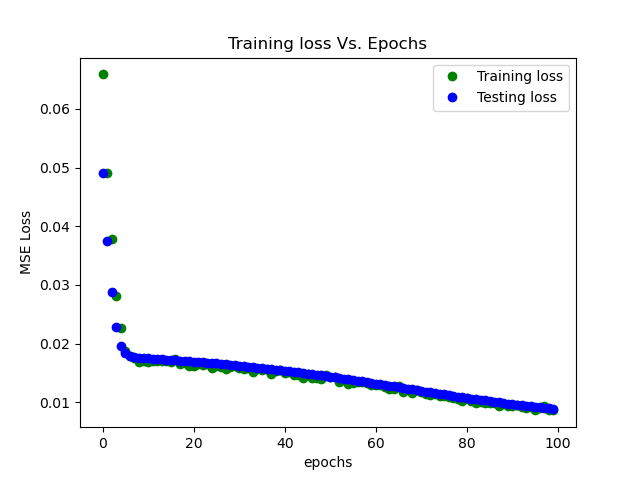 Training loss Vs. Epochs
Training loss
Testing loss
0.06
0.05
0.04
0.03
0.02
0.01
MSE Loss
0 20 40 60 80 100
epochs